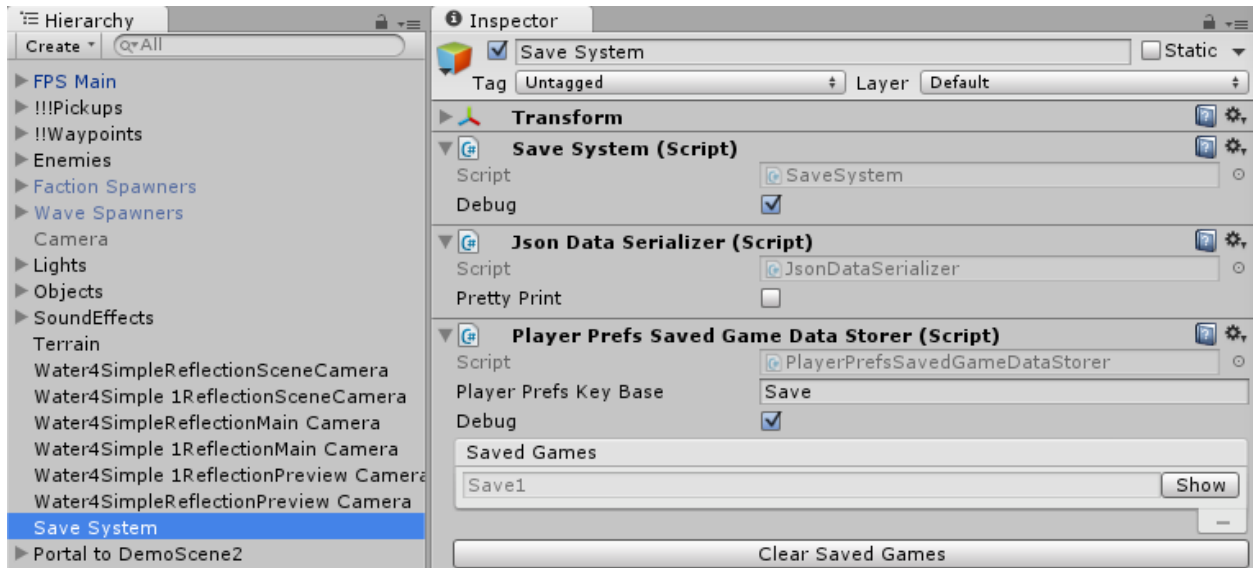 Hierarchy
Create
All
FPS Main
!!!Pickups
!!Waypoints
Enemies
Faction Spawners
Wave Spawners
Camera
Lights
Objects
SoundEffects
Terrain
Water4SimpleReflectionSceneCamera
Water4Simple 1ReflectionSceneCamera
Water4SimpleReflectionMain Camera
Water4Simple 1ReflectionMain Camera
Water4Simple 1ReflectionPreview Camera
Water4SimpleReflectionPreview Camera
Save System
Portal to DemoScene2
Inspector
Save System Static
Tag Untagged Layer Default
Transform
Save System (Script)
Script SaveSystem
Debug
Json Data Serializer (Script)
Script JsonDataSerializer
Pretty Print
Player Prefs Saved Game Data Storer (Script)
Script PlayerPrefsSavedGameDataStorer
Player Prefs Key Base Save
Debug
Saved Games
Save1 Show
Clear Saved Games